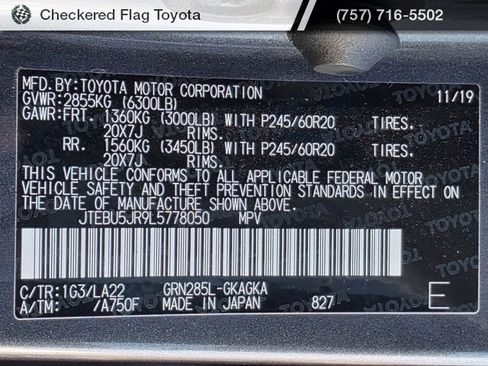 Checkered Flag Toyota (757) 716-5502
MFD.BY:TOYOTA MOTOR CORPORATION 11/19
GVWR:2855KG (6300LB)
GAWR:FRT. 1360KG (3000LB) WITH P245/60R20 TIRES.
20X7J RIMS.
RR. 1560KG (3450LB) WITH P245/60R20 TIRES.
20X7J RIMS.
THIS VEHICLE CONFORMS TO ALL APPLICABLE FEDERAL MOTOR
VEHICLE SAFETY AND THEFT PREVENTION STANDARDS IN EFFECT
ON THE DATE OF MANUFACTURE SHOWN ABOVE.
JTEBU5JR9L5778050 MPV
C/TR:1G3/LA22 GRN285L-GKAGKA
A/TM: /A750F MADE IN JAPAN 827 E